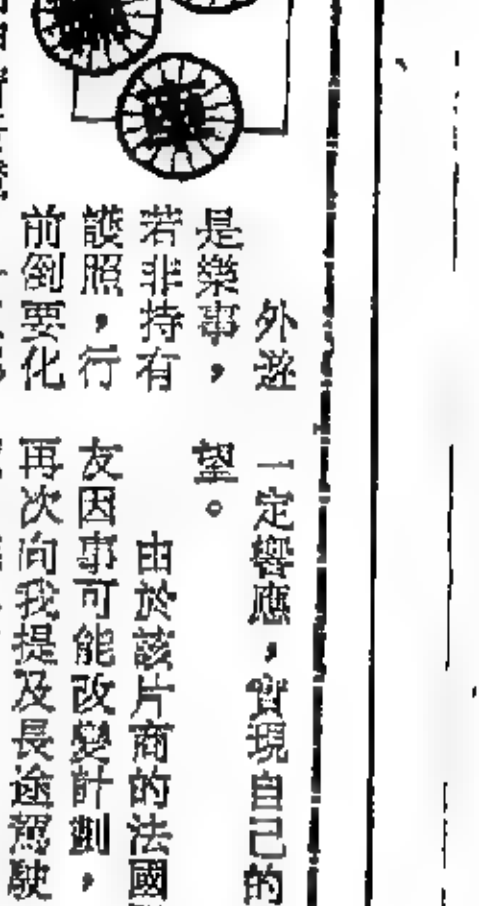 外遊
是樂事，
若非持有
護照，行
前倒要化
一定響應，實現自己的
望。
由於該片商的法國
友因事可能改變計劃，
再次向我提及長途駕駛